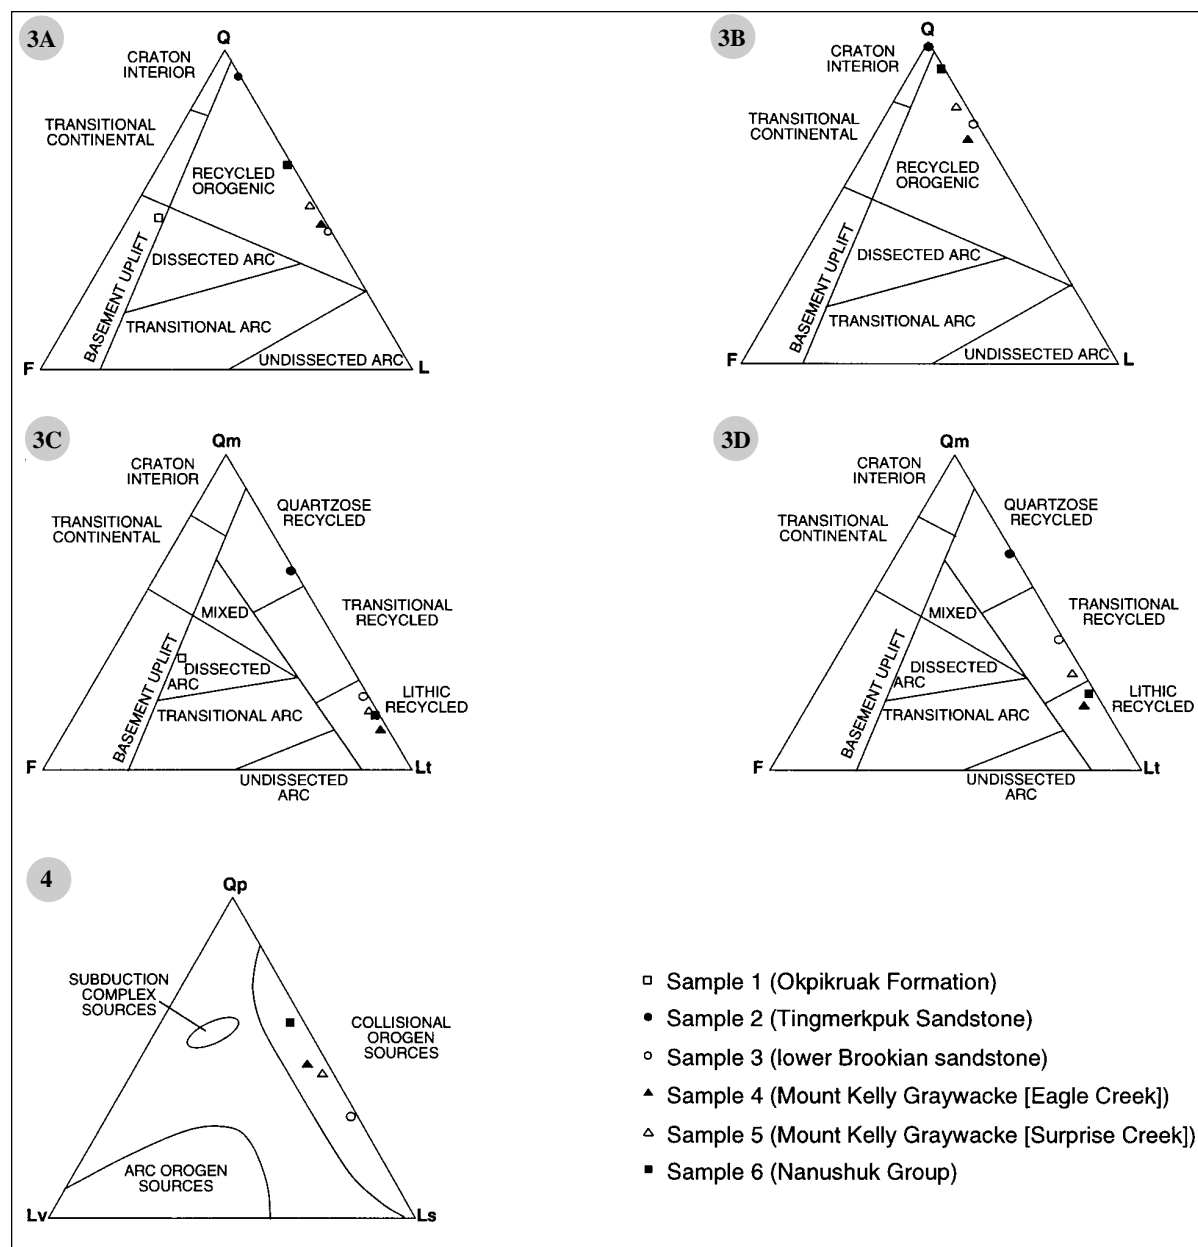 3A
Q
CRATON
INTERIOR
TRANSITIONAL
CONTINENTAL
RECYCLED
OROGENIC
BASEMENT UPLIFT
DISSECTED ARC
TRANSITIONAL ARC
UNDISSECTED ARC
F
L
3B
Q
CRATON
INTERIOR
TRANSITIONAL
CONTINENTAL
RECYCLED
OROGENIC
BASEMENT UPLIFT
DISSECTED ARC
TRANSITIONAL ARC
UNDISSECTED ARC
F
L
3C
Qm
CRATON
INTERIOR
QUARTZOSE
RECYCLED
TRANSITIONAL
CONTINENTAL
MIXED
TRANSITIONAL
RECYCLED
BASEMENT UPLIFT
DISSECTED
ARC
LITHIC
RECYCLED
TRANSITIONAL ARC
F
Lt
UNDISSECTED
ARC
3D
Qm
CRATON
INTERIOR
QUARTZOSE
RECYCLED
TRANSITIONAL
CONTINENTAL
MIXED
TRANSITIONAL
RECYCLED
BASEMENT UPLIFT
DISSECTED
ARC
LITHIC
RECYCLED
TRANSITIONAL ARC
F
Lt
UNDISSECTED
ARC
4
Qp
SUBDUCTION
COMPLEX
SOURCES
COLLISIONAL
OROGEN
SOURCES
ARC OROGEN
SOURCES
Lv
Ls
Sample 1 (Okpikruak Formation)
Sample 2 (Tingmerkpuk Sandstone)
Sample 3 (lower Brookian sandstone)
Sample 4 (Mount Kelly Graywacke [Eagle Creek])
Sample 5 (Mount Kelly Graywacke [Surprise Creek])
Sample 6 (Nanushuk Group)